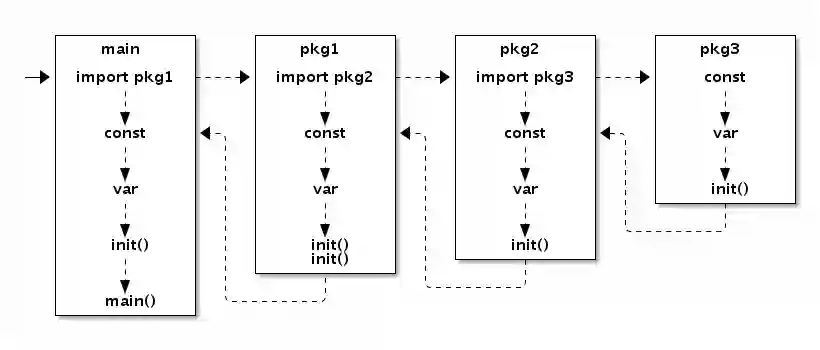 main
import pkg1
const
var
init()
main()
pkg1
import pkg2
const
var
init()
init()
pkg2
import pkg3
const
var
init()
pkg3
const
var
init()